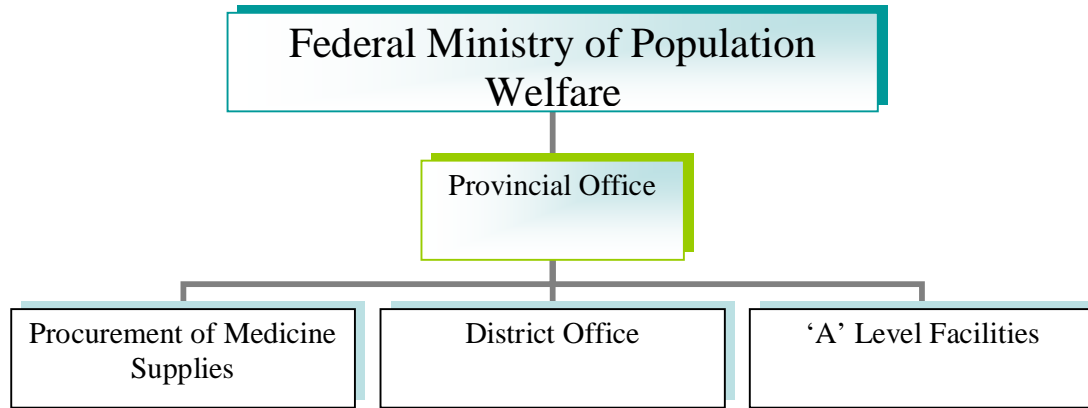 Federal Ministry of Population
Welfare
Provincial Office
Procurement of Medicine
Supplies
District Office
‘A’ Level Facilities